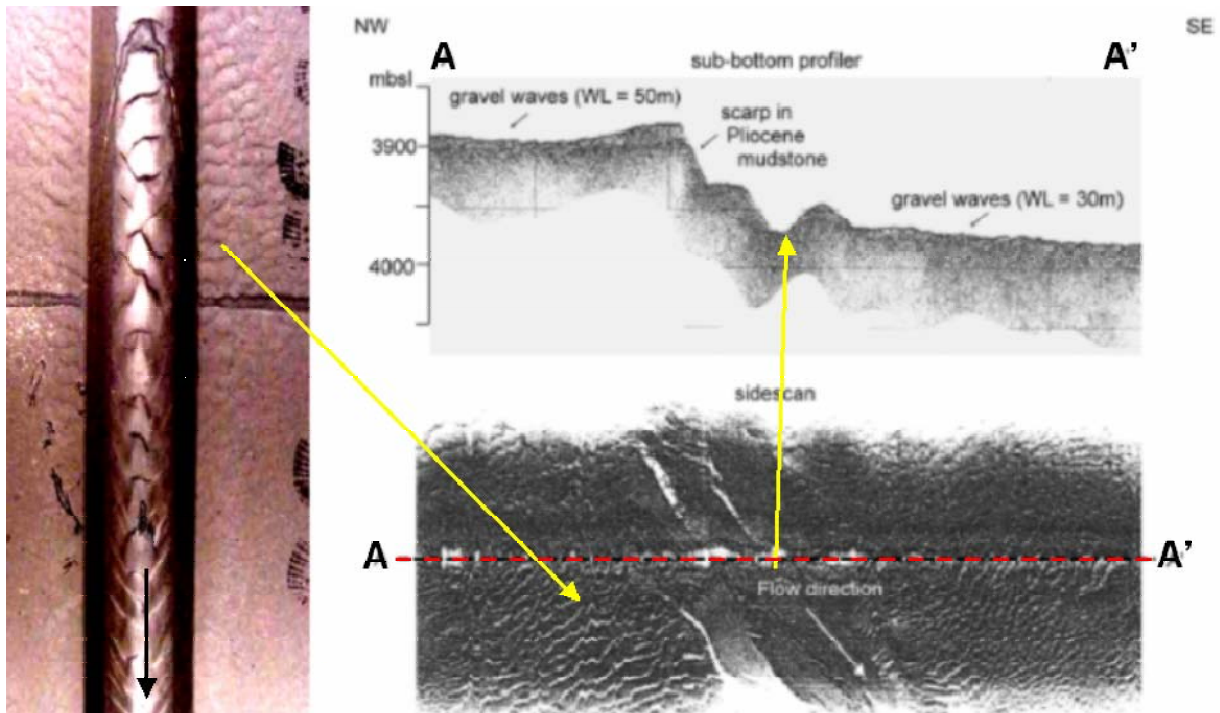 NW
SE
A
A'
sub-bottom profiler
mbsl
gravel waves (WL = 50m)
scarp in
Pliocene
mudstone
3900
gravel waves (WL = 30m)
4000
sidescan
A
A'
Flow direction